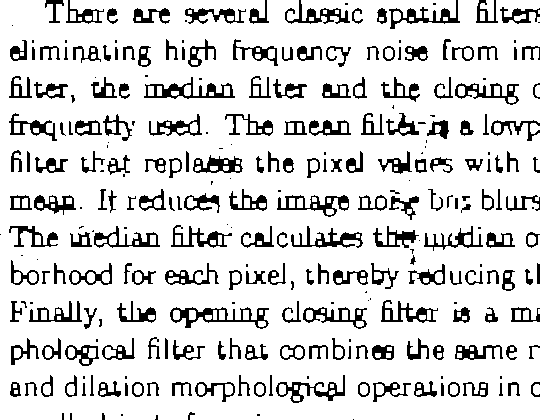 There are several classic spatial filters
eliminating high frequency noise from im
filter, the median filter and the closing o
frequently used. The mean filter is a lowp
filter that replaces the pixel values with t
mean. It reduces the image noise but blurs
The median filter calculates the median o
borhood for each pixel, thereby reducing th
Finally, the opening closing filter is a ma
phological filter that combines the same r
and dilation morphological operations in o